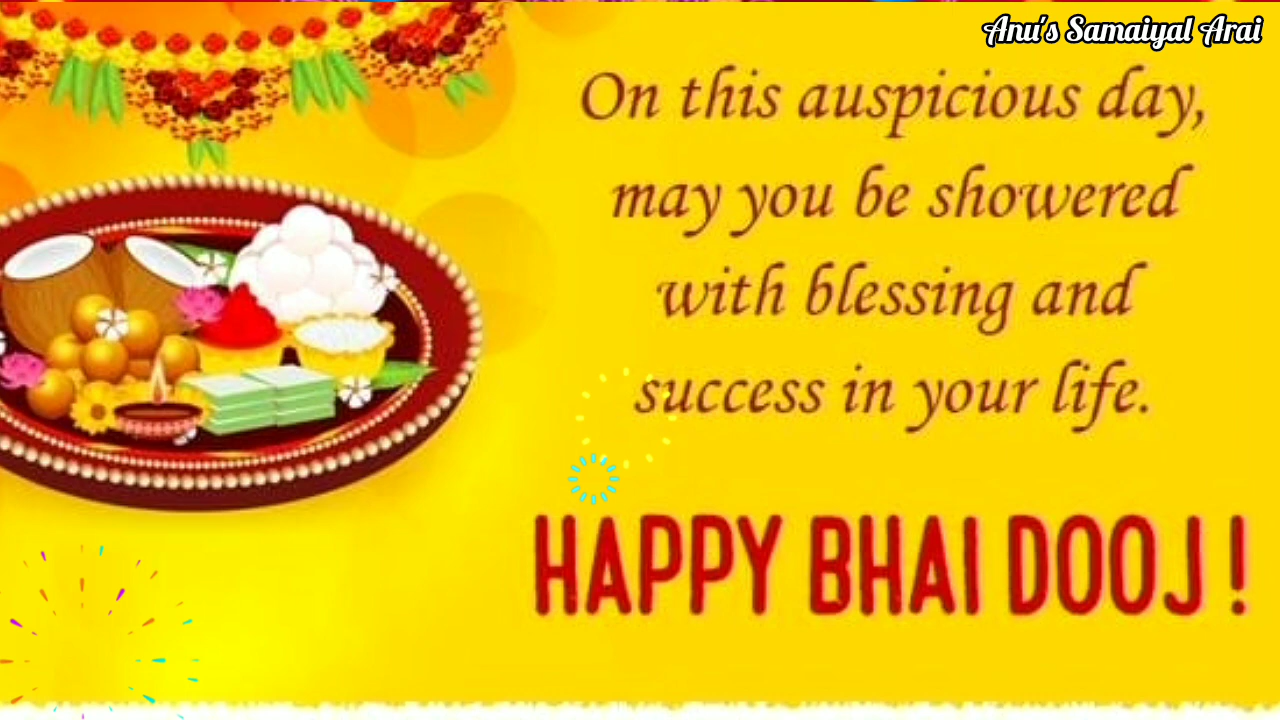 Anu's Samaiyal Arai
On this auspicious day,
may you be showered
with blessing and
success in your life.
HAPPY BHAI DOOJ !